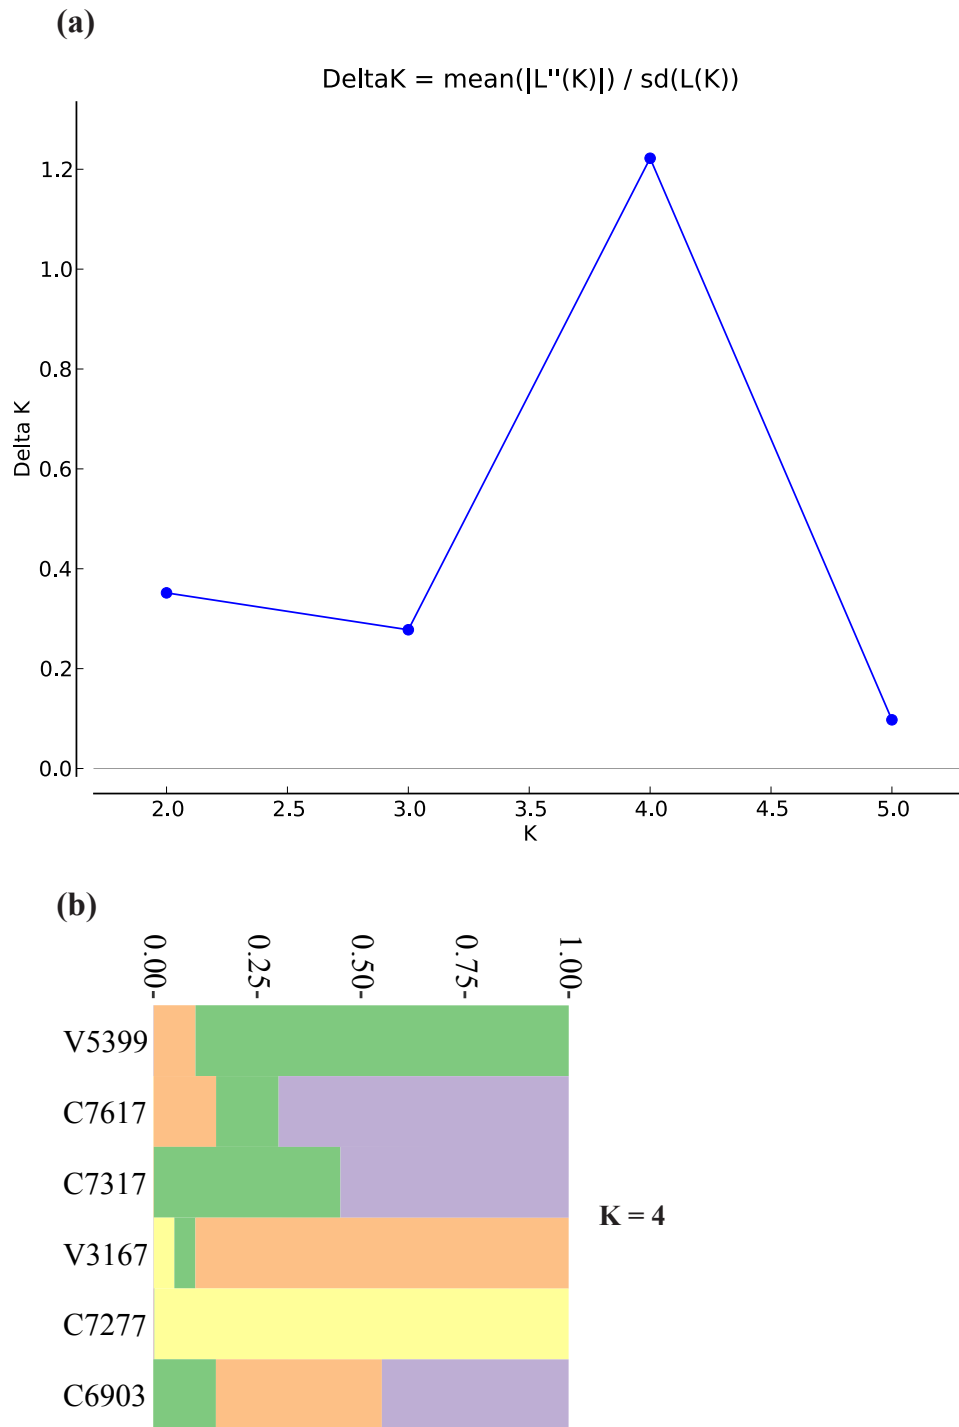 (a)
DeltaK = mean(|L''(K)|) / sd(L(K))
1.2
1.0
0.8
0.6
0.4
0.2
0.0
Delta K
2.0 2.5 3.0 3.5 4.0 4.5 5.0
K
(b)
0.00- 0.25- 0.50- 0.75- 1.00-
V5399
C7617
C7317
V3167
C7277
C6903
K = 4